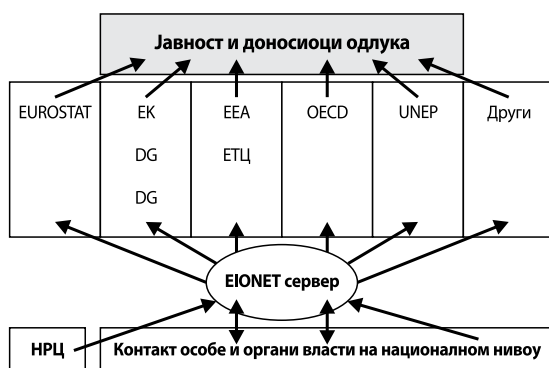 Јавност и доносиоци одлука
EUROSTAT
ЕК
DG
DG
ЕЕА
ЕТЦ
OECD
UNEP
Други
EIONET сервер
НРЦ
Контакт особе и органи власти на националном нивоу